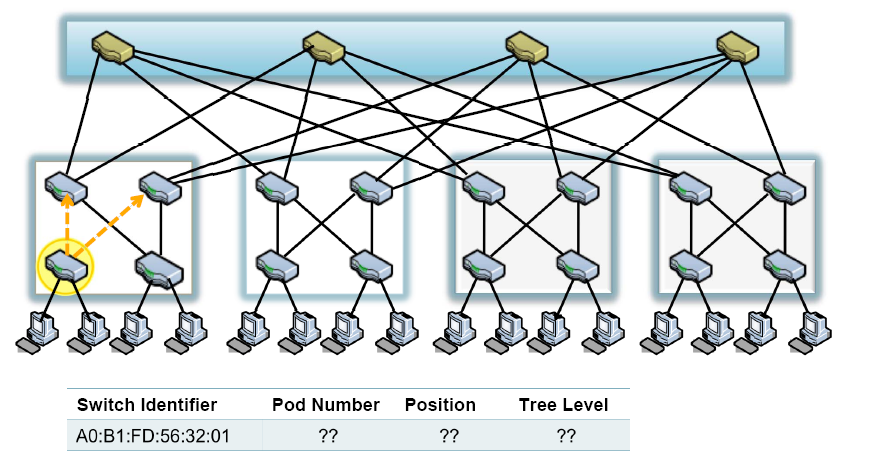 Switch Identifier Pod Number Position Tree Level
A0:B1:FD:56:32:01 ?? ?? ??